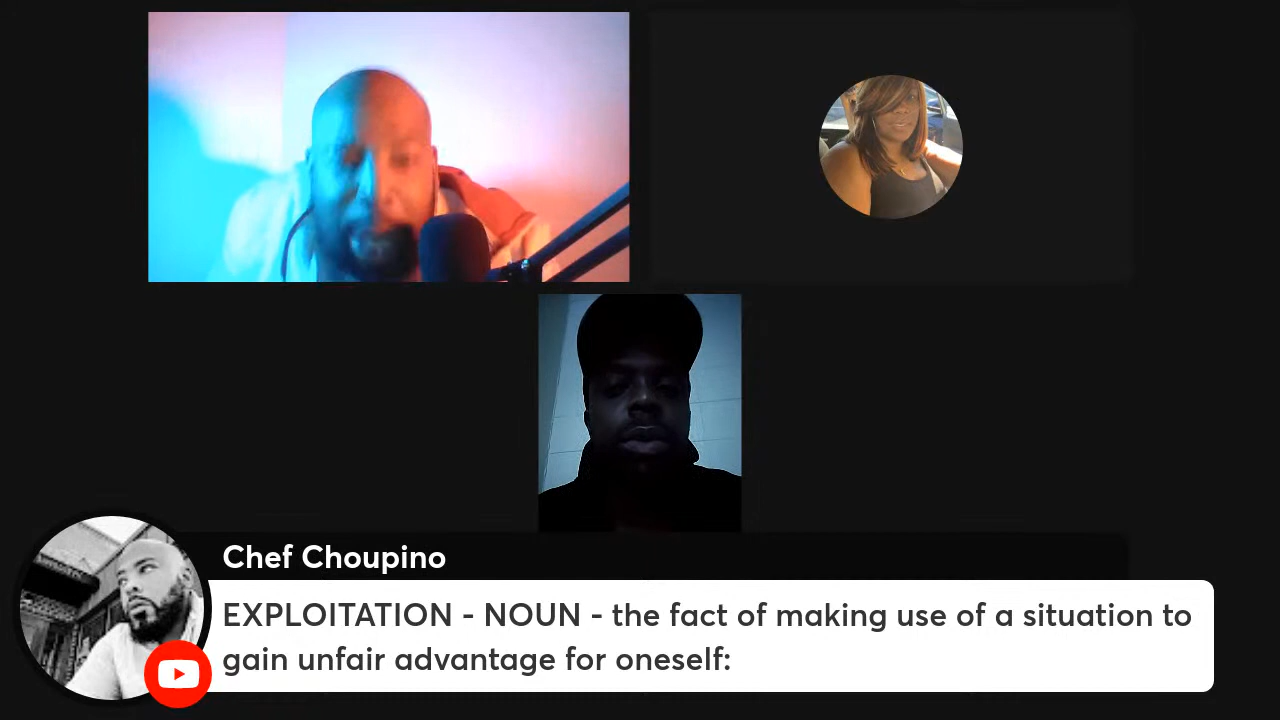 Chef Choupino
EXPLOITATION - NOUN - the fact of making use of a situation to
gain unfair advantage for oneself: